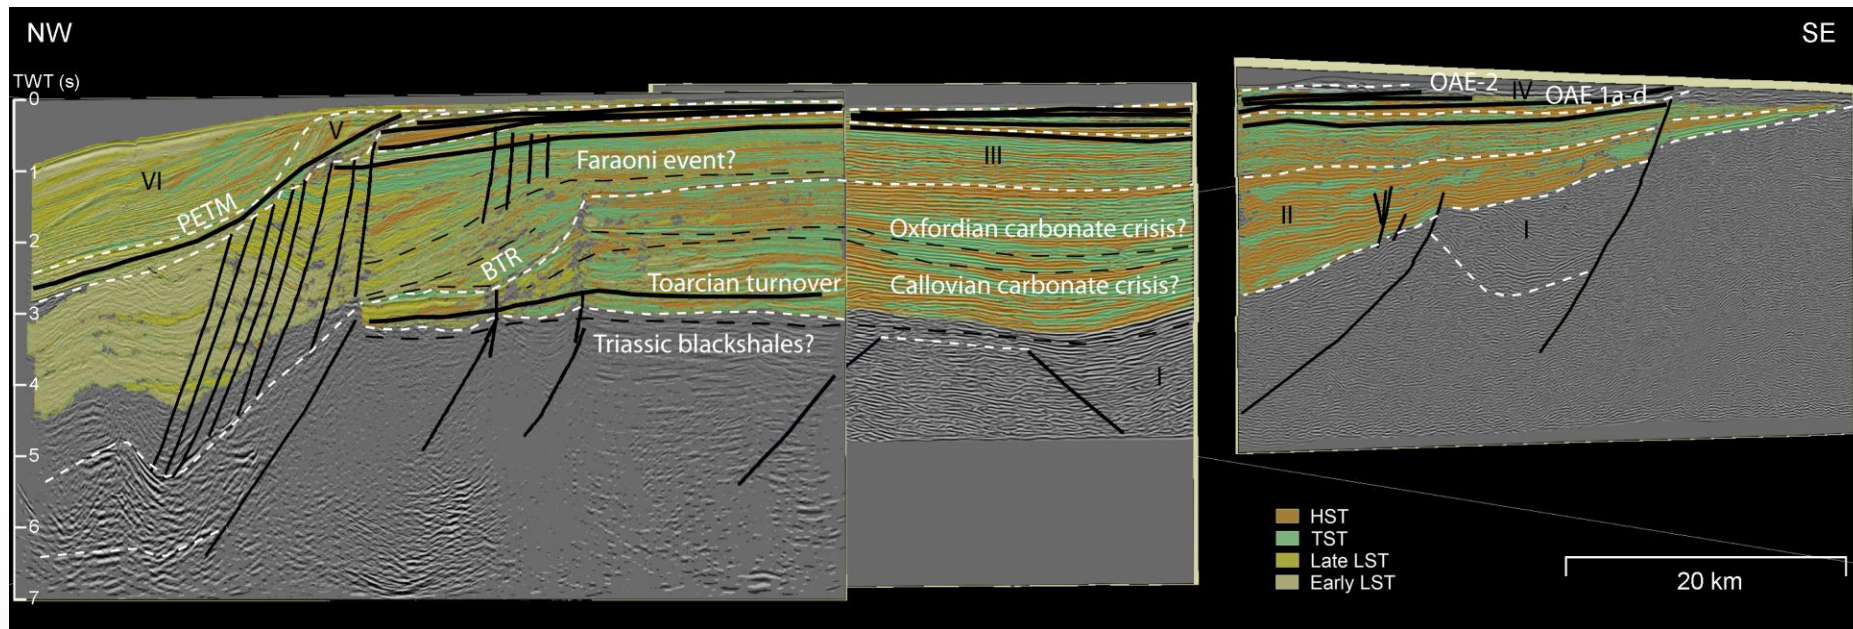 NW
SE
TWT (s)
0
1
2
3
4
5
6
7
VI
V
PETM
BTR
Faraoni event?
Toarcian turnover
Triassic blackshales?
III
Oxfordian carbonate crisis?
Callovian carbonate crisis?
I
OAE-2
IV
OAE 1a-d
II
I
HST
TST
Late LST
Early LST
20 km